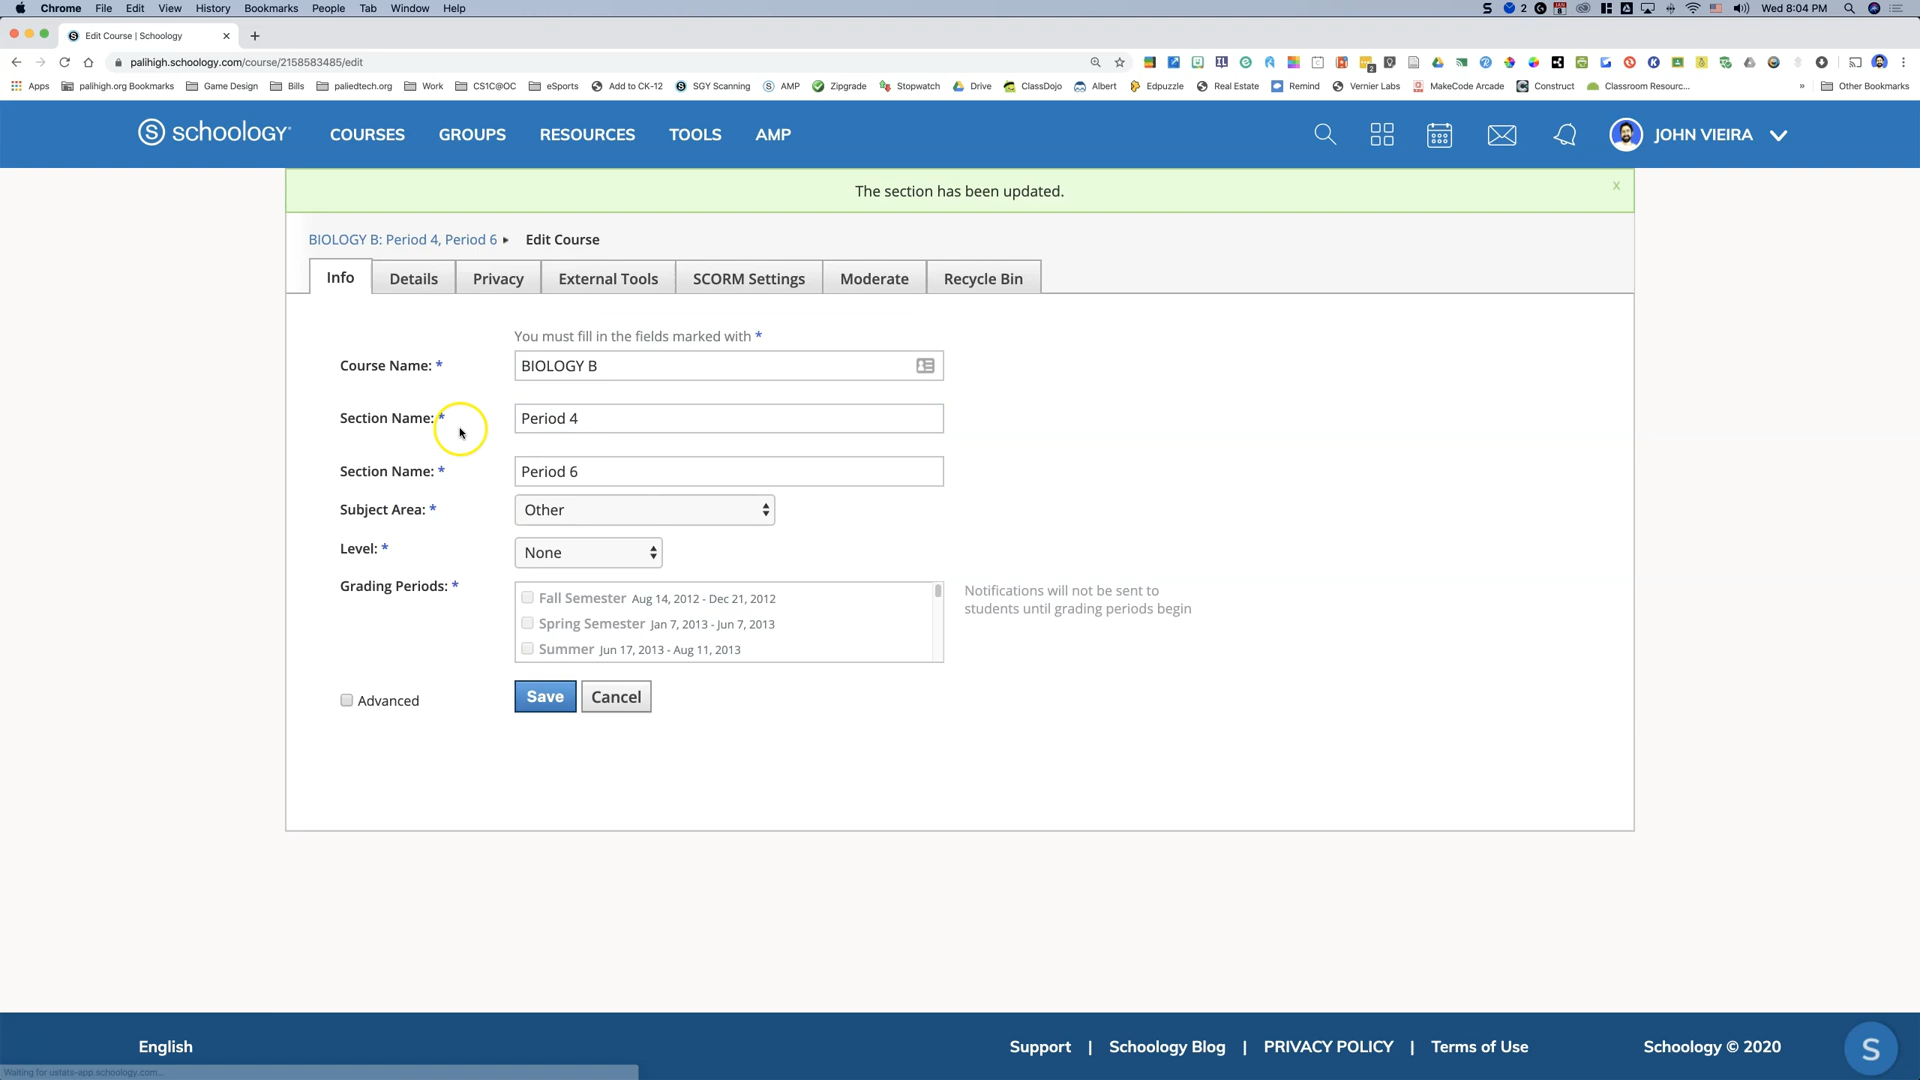 Chrome File Edit View History Bookmarks People Tab Window Help
2
Wed 8:04 PM
Edit Course | Schoology
palihigh.schoology.com/course/2158583485/edit
Apps palihigh.org Bookmarks Game Design Bills paliedtech.org Work CS1C@OC eSports Add to CK-12 SGY Scanning AMP Zipgrade Stopwatch Drive ClassDojo Albert Edpuzzle Real Estate Remind Vernier Labs MakeCode Arcade Construct Classroom Resourc... » Other Bookmarks
S schoology COURSES GROUPS RESOURCES TOOLS AMP JOHN VIEIRA
The section has been updated. x
BIOLOGY B: Period 4, Period 6 ▸ Edit Course
Info Details Privacy External Tools SCORM Settings Moderate Recycle Bin
You must fill in the fields marked with *
Course Name: * BIOLOGY B
Section Name: * Period 4
Section Name: * Period 6
Subject Area: * Other
Level: * None
Grading Periods: *
Fall Semester Aug 14, 2012 - Dec 21, 2012
Spring Semester Jan 7, 2013 - Jun 7, 2013
Summer Jun 17, 2013 - Aug 11, 2013
Notifications will not be sent to
students until grading periods begin
Advanced Save Cancel
English Support | Schoology Blog | PRIVACY POLICY | Terms of Use Schoology © 2020 S
Waiting for ustats-app.schoology.com...